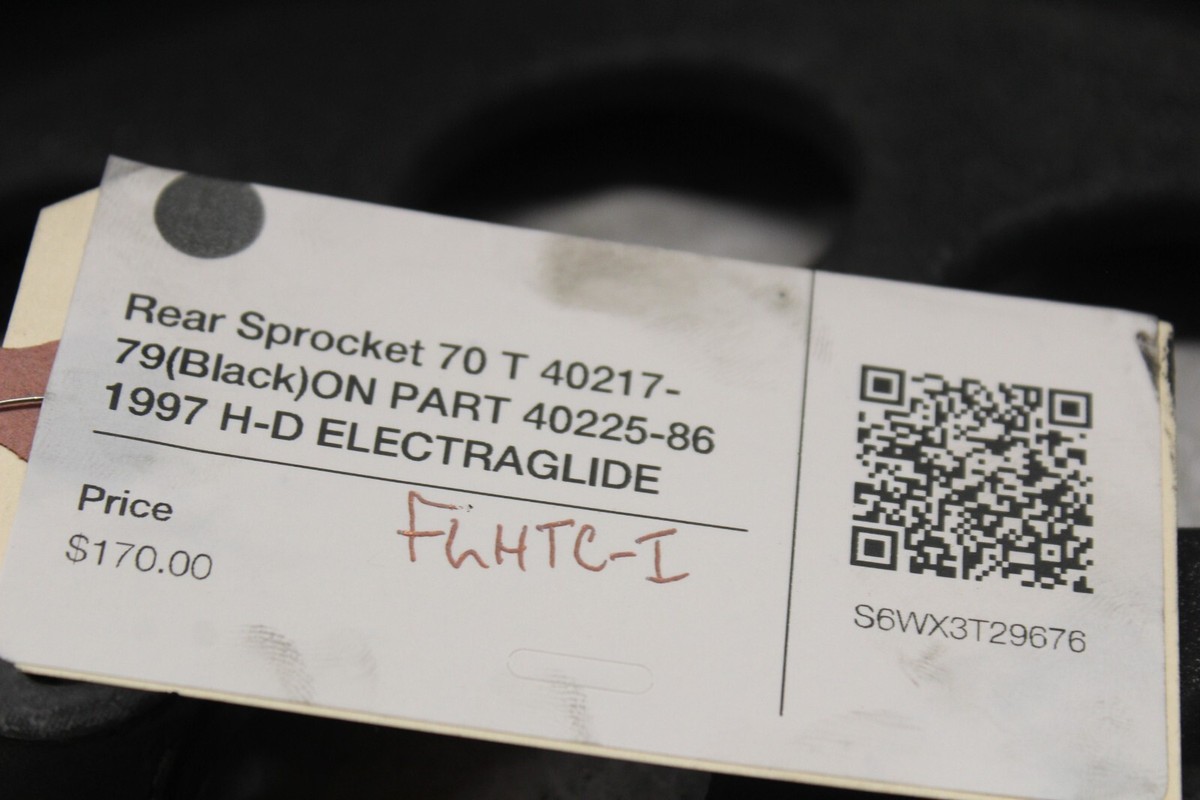 Rear Sprocket 70 T 40217-
79(Black)ON PART 40225-86
1997 H-D ELECTRAGLIDE
Price
$170.00
FLHTC-I
S6WX3T29676